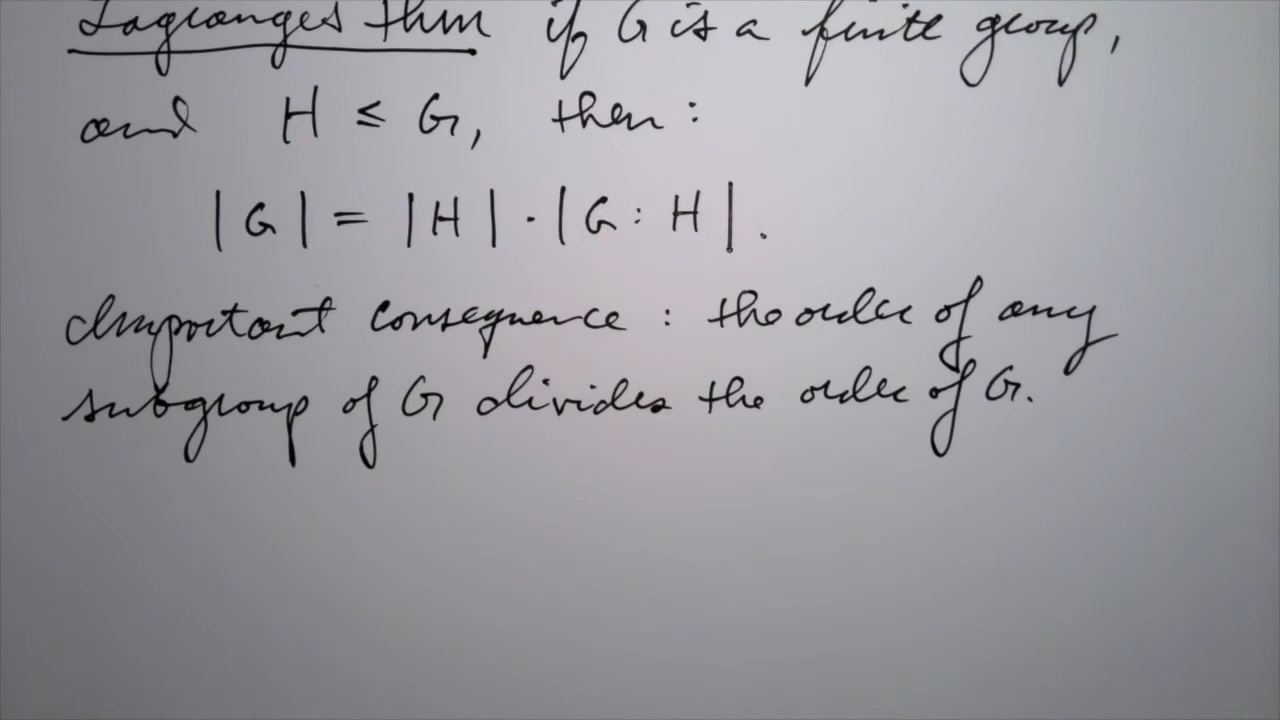 Lagranges thm if G is a finite group,
and H ≤ G, then:
|G| = |H| · |G : H|.
Important consequence : the order of any
subgroup of G divides the order of G.